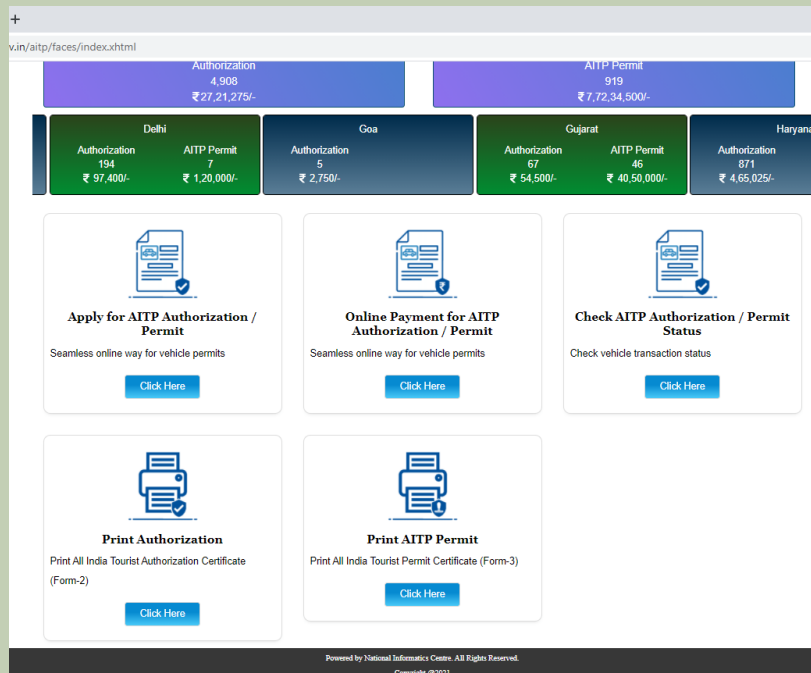 +
v.in/aitp/faces/index.xhtml
Authorization
4,908
₹27,21,275/-
AITP Permit
919
₹7,72,34,500/-
Delhi
Authorization AITP Permit
194 7
₹ 97,400/- ₹ 1,20,000/-
Goa
Authorization
5
₹ 2,750/-
Gujarat
Authorization AITP Permit
67 46
₹ 54,500/- ₹ 40,50,000/-
Haryana
Authorization
871
₹ 4,65,025/-
Apply for AITP Authorization /
Permit
Seamless online way for vehicle permits
Click Here
₹
Online Payment for AITP
Authorization / Permit
Seamless online way for vehicle permits
Click Here
Check AITP Authorization / Permit
Status
Check vehicle transaction status
Click Here
Print Authorization
Print All India Tourist Authorization Certificate
(Form-2)
Click Here
Print AITP Permit
Print All India Tourist Permit Certificate (Form-3)
Click Here
Powered by National Informatics Centre. All Rights Reserved.
Copyright @2021